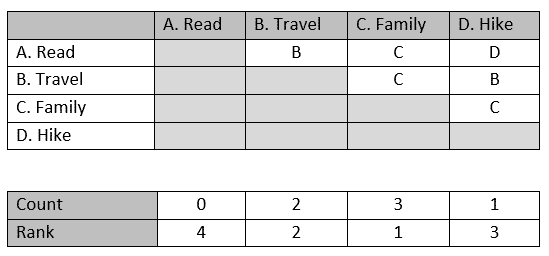 A. Read B. Travel C. Family D. Hike
A. Read B C D
B. Travel C B
C. Family C
D. Hike
Count 0 2 3 1
Rank 4 2 1 3